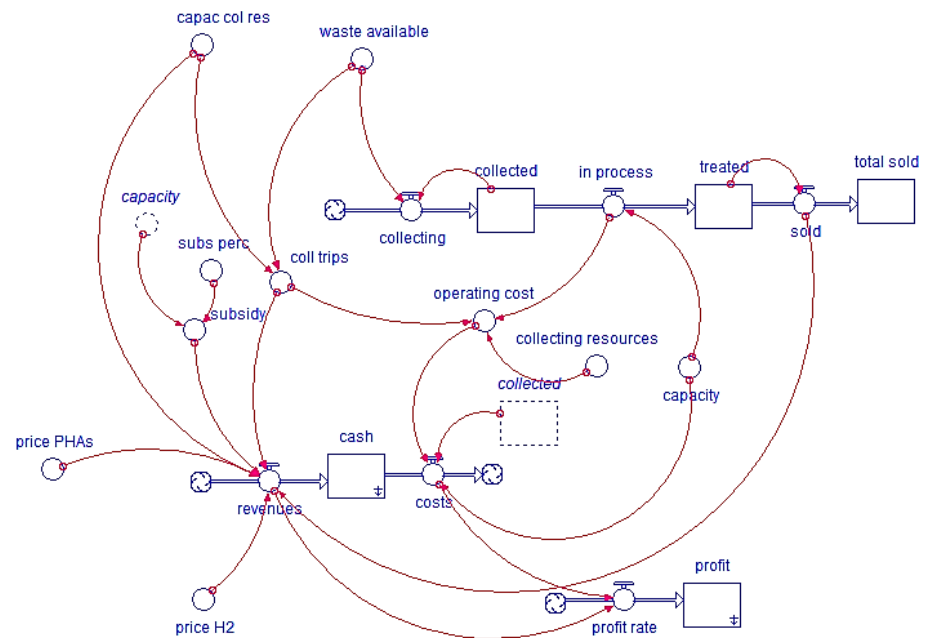 capac col res
waste available
collected
in process
treated
total sold
capacity
collecting
sold
subs perc
coll trips
operating cost
subsidy
collecting resources
collected
capacity
price PHAs
cash
revenues
costs
profit
price H2
profit rate